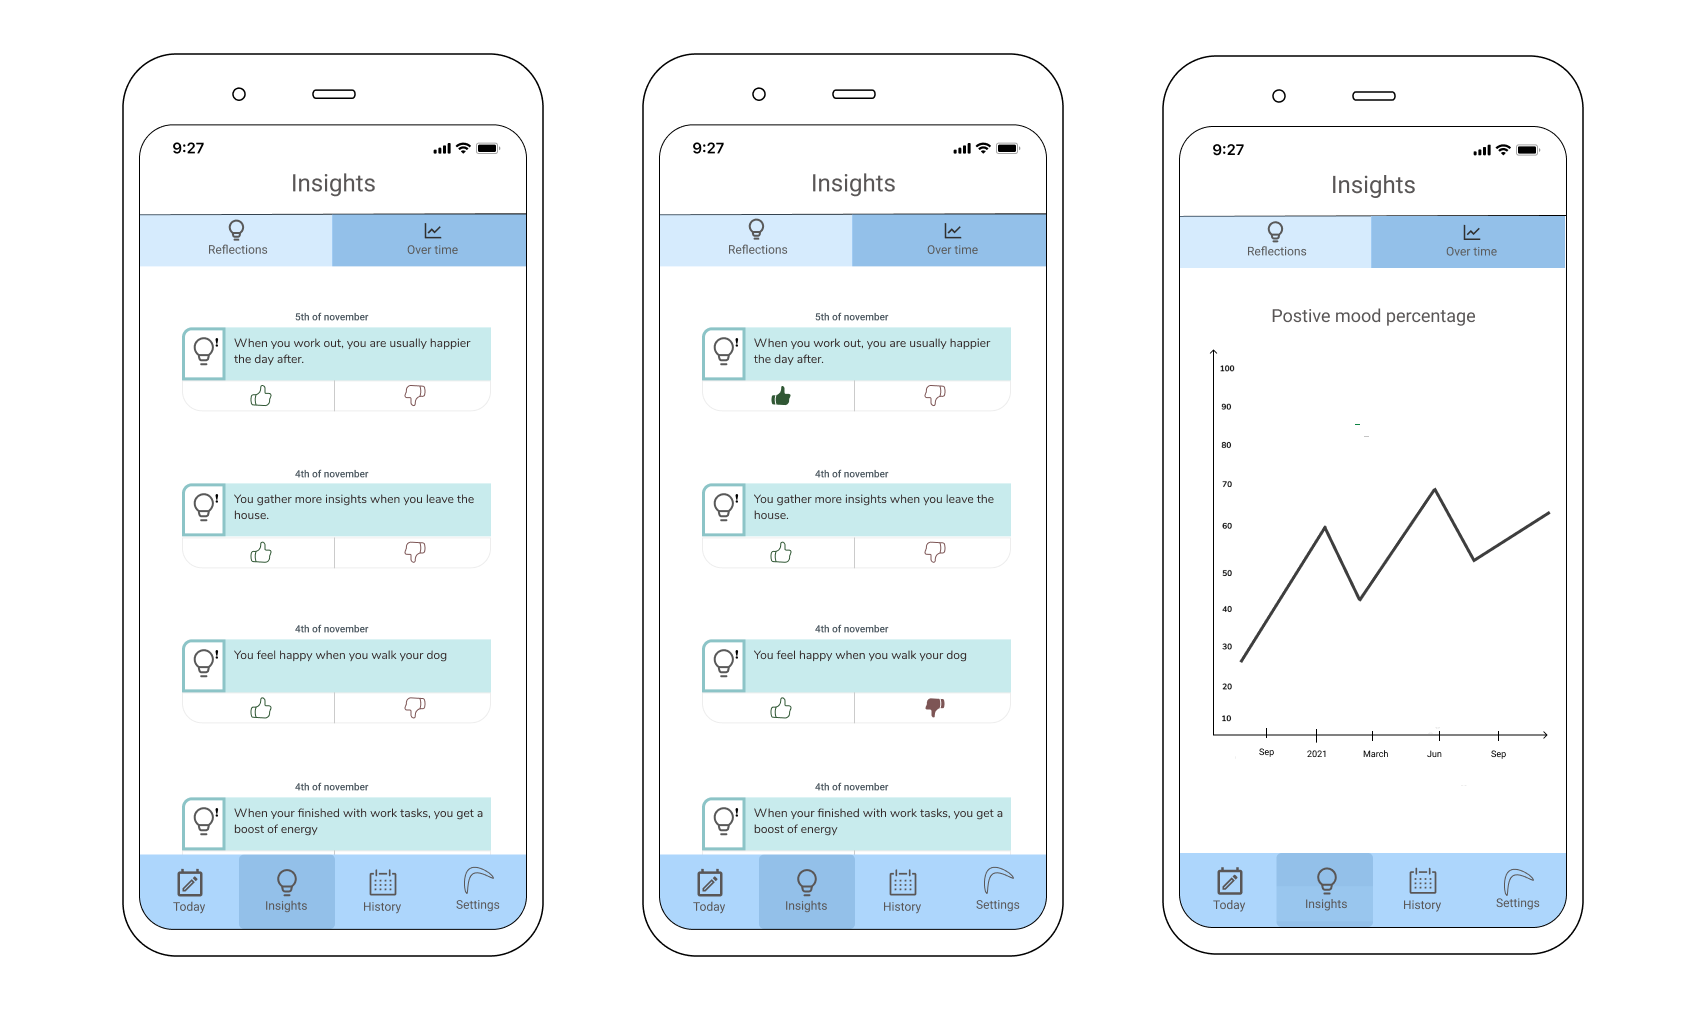 9:27
Insights
Reflections
Over time
5th of november
When you work out, you are usually happier
the day after.
4th of november
You gather more insights when you leave the
house.
4th of november
You feel happy when you walk your dog
4th of november
When your finished with work tasks, you get a
boost of energy
Today
Insights
History
Settings
9:27
Insights
Reflections
Over time
5th of november
When you work out, you are usually happier
the day after.
4th of november
You gather more insights when you leave the
house.
4th of november
You feel happy when you walk your dog
4th of november
When your finished with work tasks, you get a
boost of energy
Today
Insights
History
Settings
9:27
Insights
Reflections
Over time
Postive mood percentage
100
90
80
70
60
50
40
30
20
10
Sep 2021 March Jun Sep
Today
Insights
History
Settings